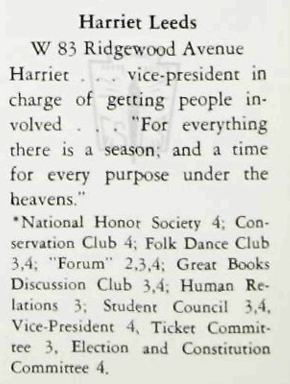 Harriet Leeds
W 83 Ridgewood Avenue
Harriet . . . vice-president in
charge of getting people in-
volved . . . "For everything
there is a season; and a time
for every purpose under the
heavens."
*National Honor Society 4; Con-
servation Club 4; Folk Dance Club
3,4; "Forum" 2,3,4; Great Books
Discussion Club 3,4; Human Re-
lations 3; Student Council 3,4,
Vice-President 4, Ticket Commit-
tee 3, Election and Constitution
Committee 4.